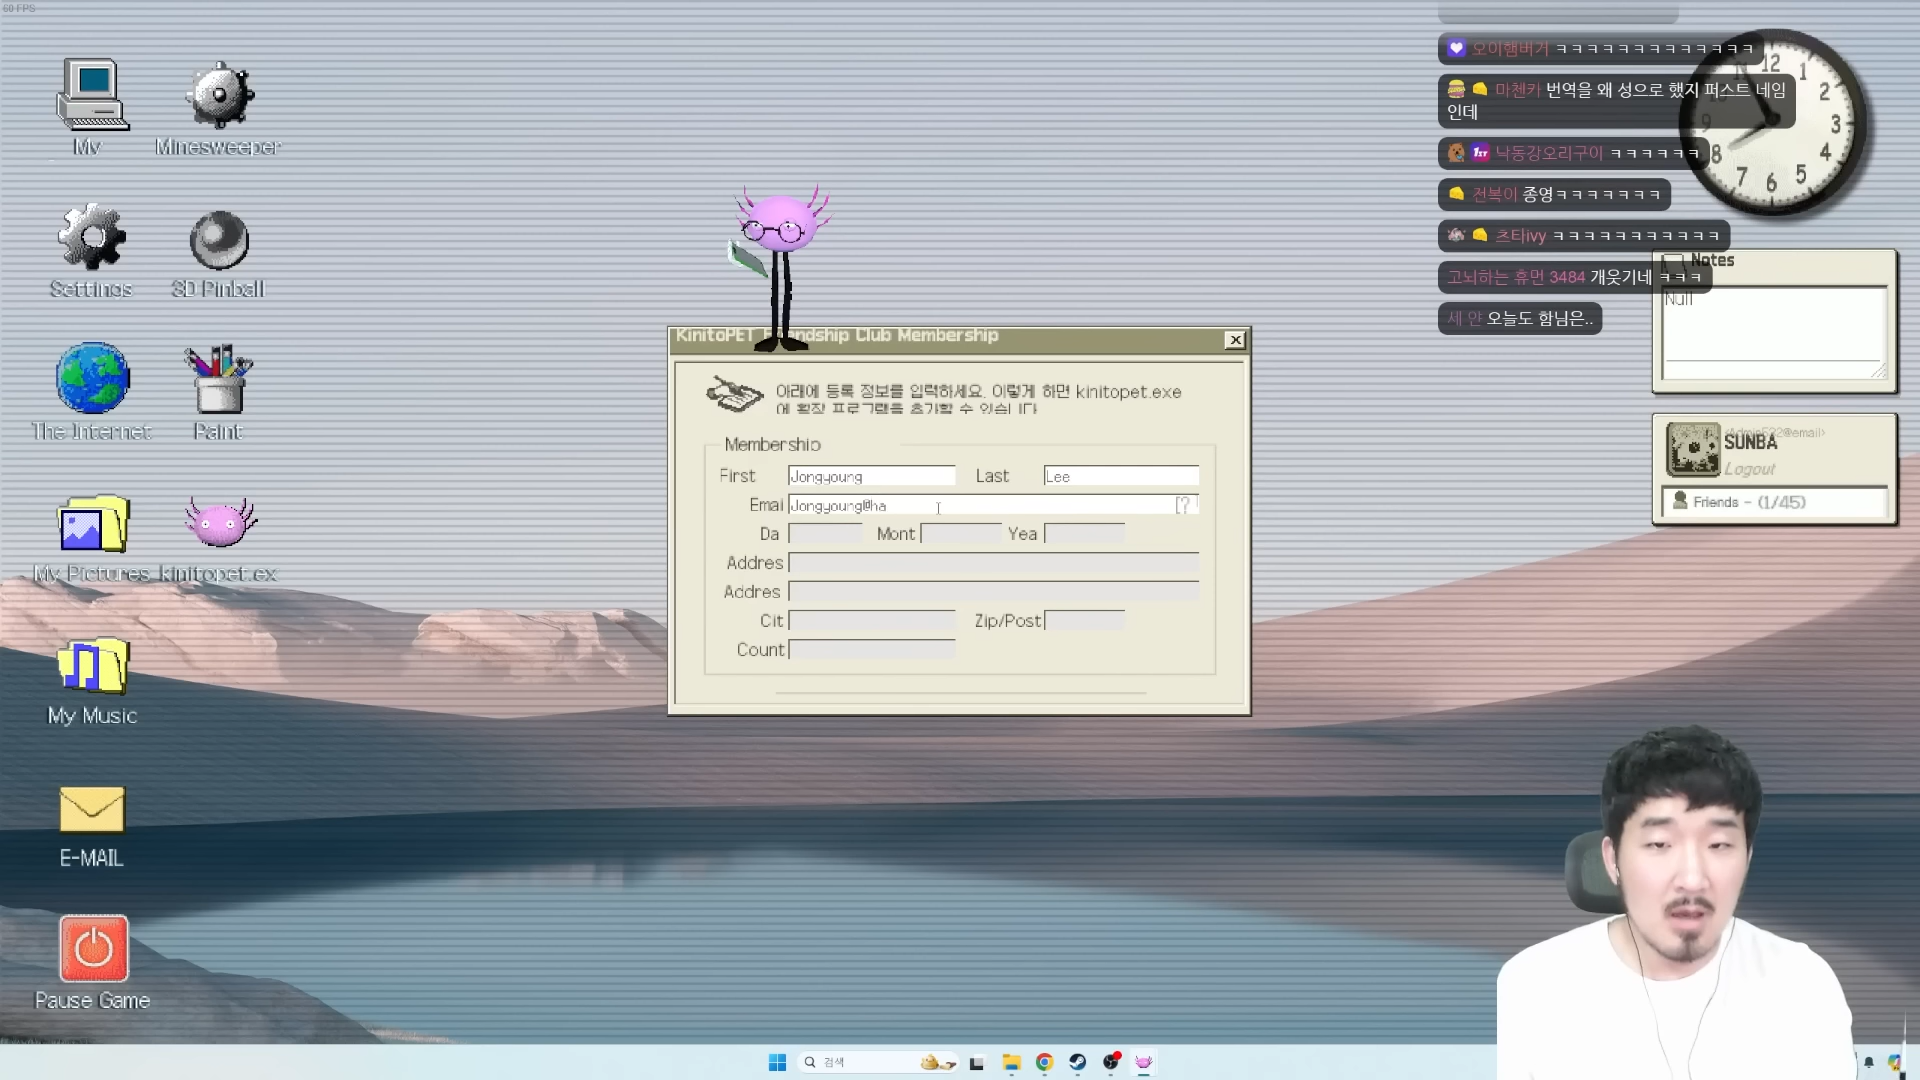 60 FPS
My
Minesweeper
Settings
3D Pinball
The Internet
Paint
My Pictures
kinitopet.ex
My Music
E-MAIL
Pause Game
KinitoPET Friendship Club Membership
아래에 등록 정보를 입력하세요. 이렇게 하면 kinitopet.exe
에 확장 프로그램을 추가할 수 있습니다
Membership
First Jongyoung Last Lee
Emai Jongyoung@ha [?
Da Mont Yea
Addres
Addres
Cit Zip/Post
Count
오이햄버거 ㅋㅋㅋㅋㅋㅋㅋㅋㅋㅋㅋㅋㅋ
마첸카 번역을 왜 성으로 했지 퍼스트 네임
인데
1ST 낙동강오리구이 ㅋㅋㅋㅋㅋㅋ
전복이 종영ㅋㅋㅋㅋㅋㅋㅋ
츠타ivy ㅋㅋㅋㅋㅋㅋㅋㅋㅋㅋㅋ
고뇌하는 휴먼 3484 개웃기네 ㅋㅋㅋ
세 얀 오늘도 함님은..
12
1
2
3
4
5
6
7
8
9
Notes
Null
SUNBA
Logout
Friends - (1/45)
검색